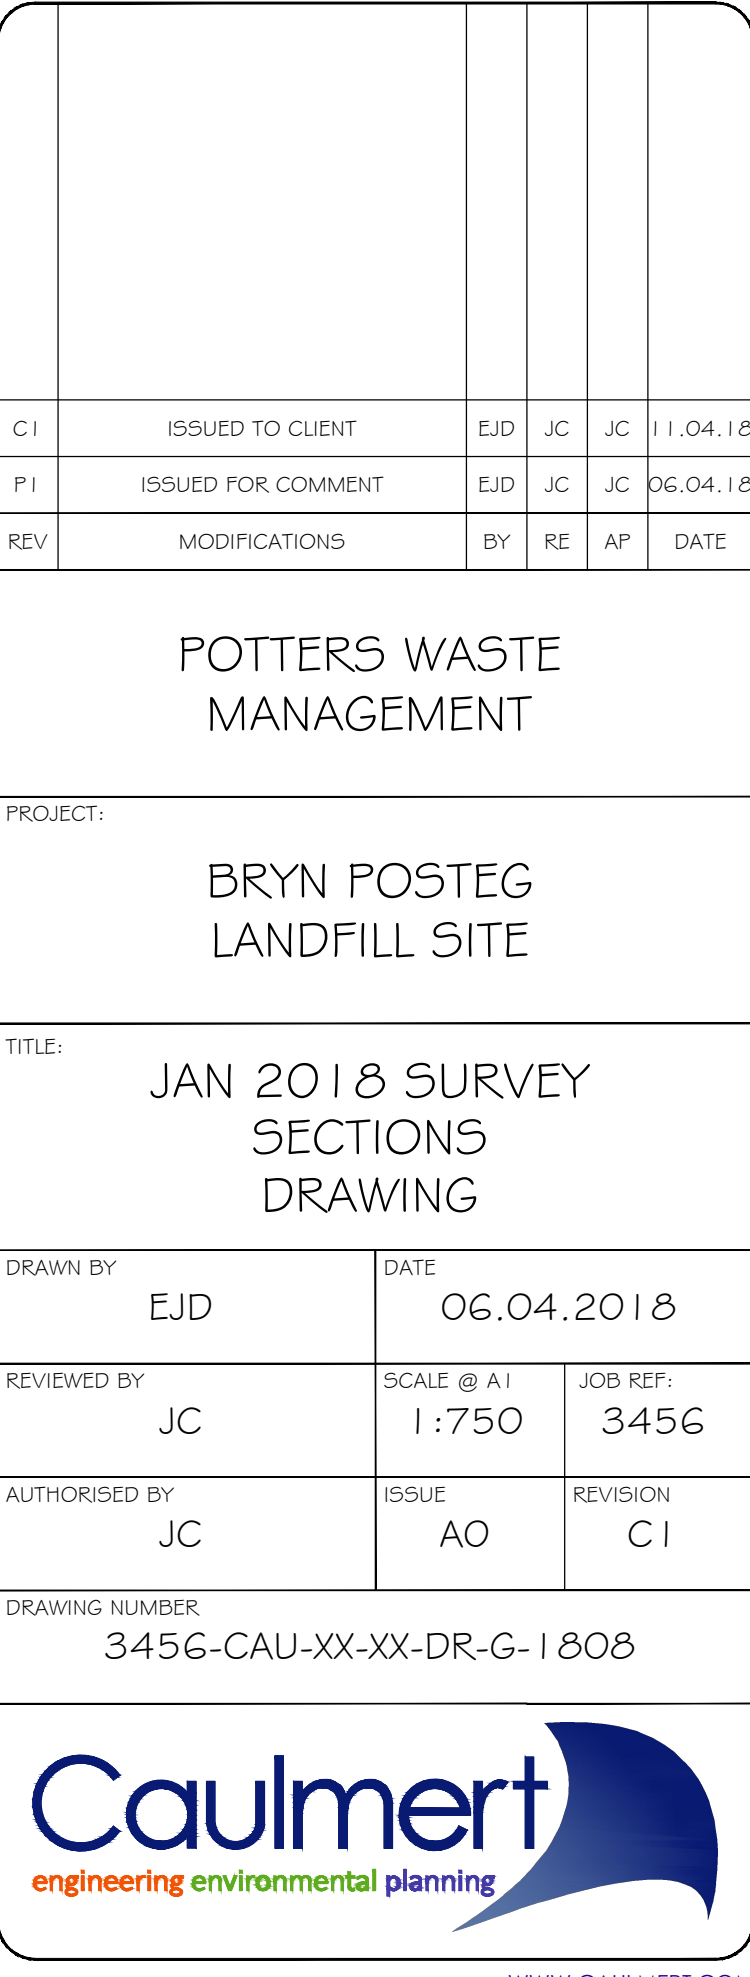 C1 ISSUED TO CLIENT EJD JC JC 11.04.18
P1 ISSUED FOR COMMENT EJD JC JC 06.04.18
REV MODIFICATIONS BY RE AP DATE
POTTERS WASTE
MANAGEMENT
PROJECT:
BRYN POSTEG
LANDFILL SITE
TITLE:
JAN 2018 SURVEY
SECTIONS
DRAWING
DRAWN BY DATE
EJD 06.04.2018
REVIEWED BY SCALE @ A1 JOB REF:
JC 1:750 3456
AUTHORISED BY ISSUE REVISION
JC A0 C1
DRAWING NUMBER
3456-CAU-XX-XX-DR-G-1808
Caulmert
engineering environmental planning